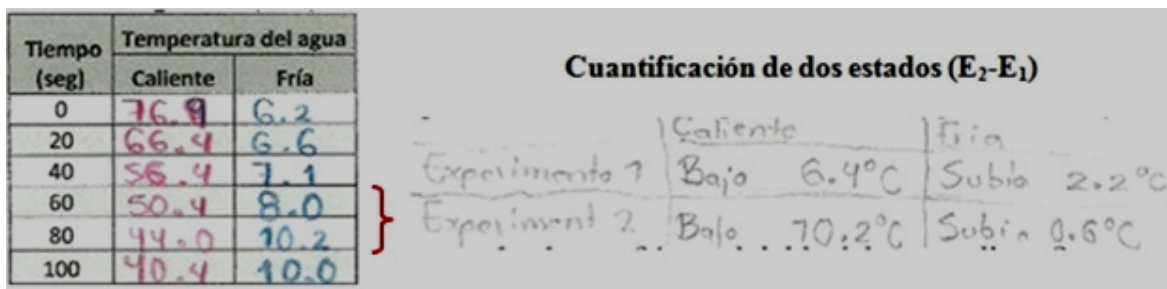 Tiempo (seg) Temperatura del agua
Caliente Fría
0 76.9 6.2
20 66.4 6.6
40 56.4 7.1
60 50.4 8.0
80 44.0 10.2
100 40.4 10.0
Cuantificación de dos estados (E₂-E₁)
Caliente Fria
Experimento 1 Bajo 6.4°C Subio 2.2°C
Experiment 2 Bajo 10.2°C Subio 0.6°C